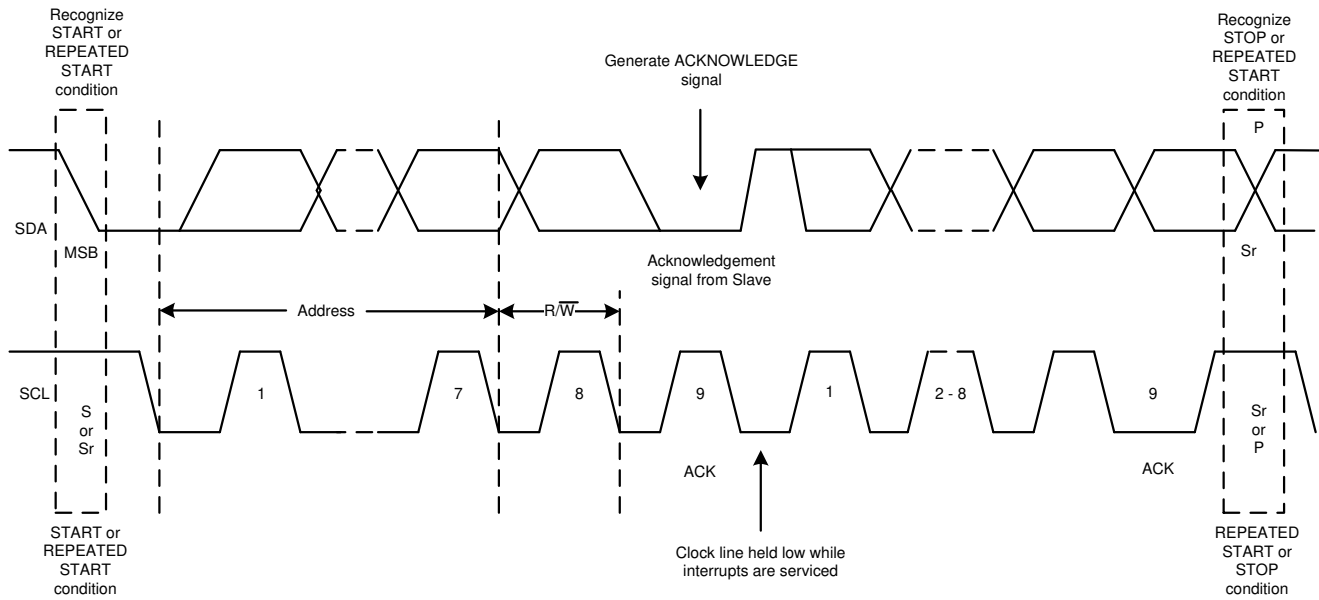 Recognize
START or
REPEATED
START
condition
Generate ACKNOWLEDGE
signal
Recognize
STOP or
REPEATED
START
condition
P
SDA
MSB
Acknowledgement
signal from Slave
Sr
Address
R/W̅
SCL
S
or
Sr
1
7
8
9
1
2 - 8
9
Sr
or
P
ACK
ACK
START or
REPEATED
START
condition
Clock line held low while
interrupts are serviced
REPEATED
START or
STOP
condition